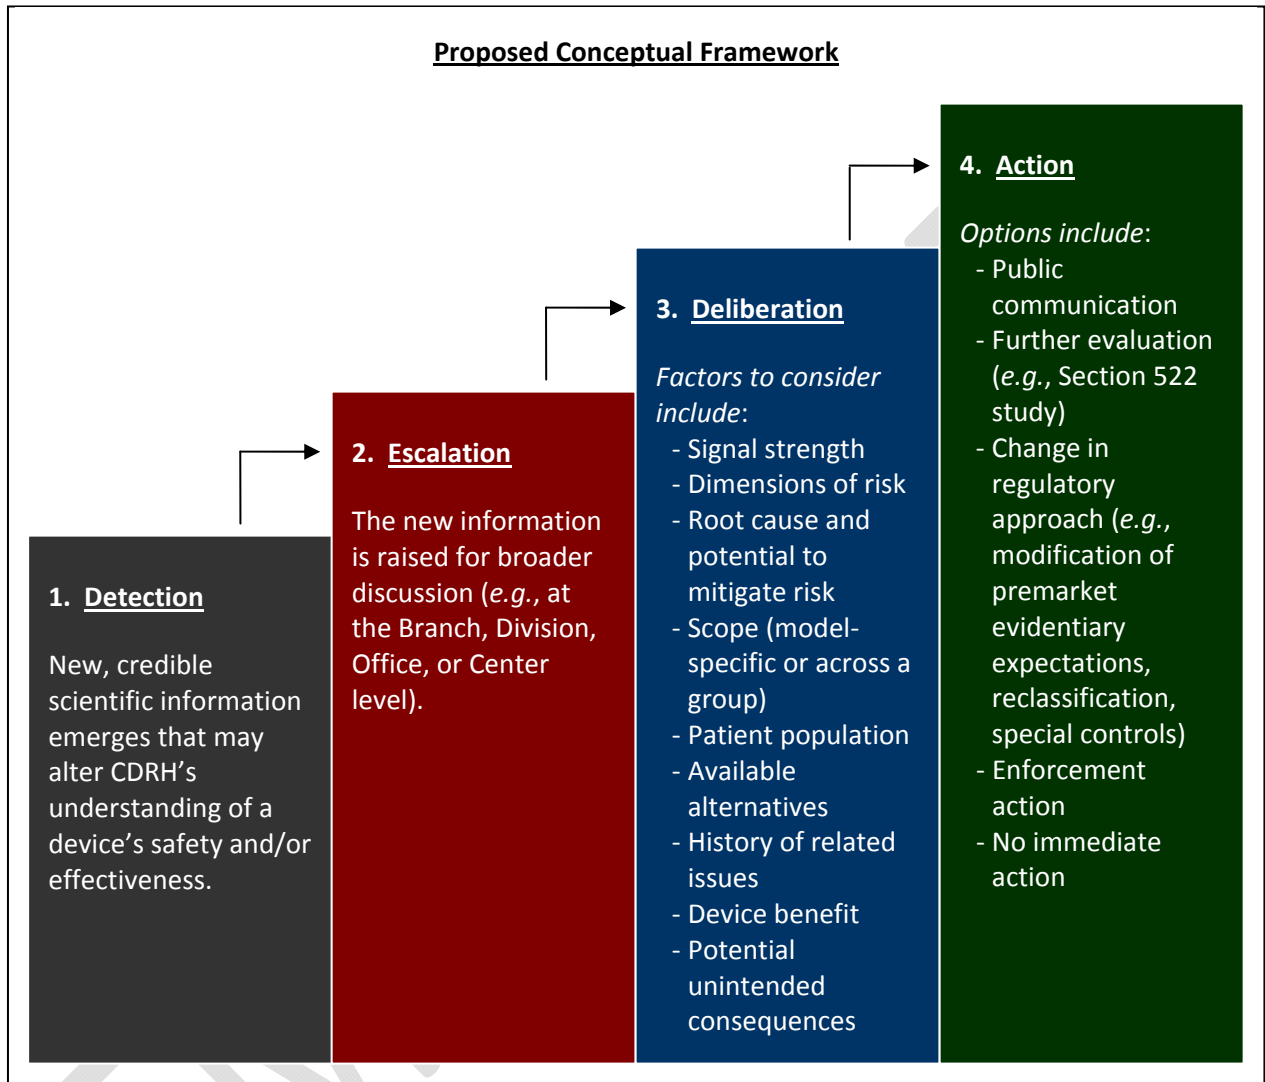 Proposed Conceptual Framework
1. Detection
New, credible
scientific information
emerges that may
alter CDRH’s
understanding of a
device’s safety and/or
effectiveness.
2. Escalation
The new information
is raised for broader
discussion (e.g., at
the Branch, Division,
Office, or Center
level).
3. Deliberation
Factors to consider
include:
- Signal strength
- Dimensions of risk
- Root cause and
potential to
mitigate risk
- Scope (model-
specific or across a
group)
- Patient population
- Available
alternatives
- History of related
issues
- Device benefit
- Potential
unintended
consequences
4. Action
Options include:
- Public
communication
- Further evaluation
(e.g., Section 522
study)
- Change in
regulatory
approach (e.g.,
modification of
premarket
evidentiary
expectations,
reclassification,
special controls)
- Enforcement
action
- No immediate
action